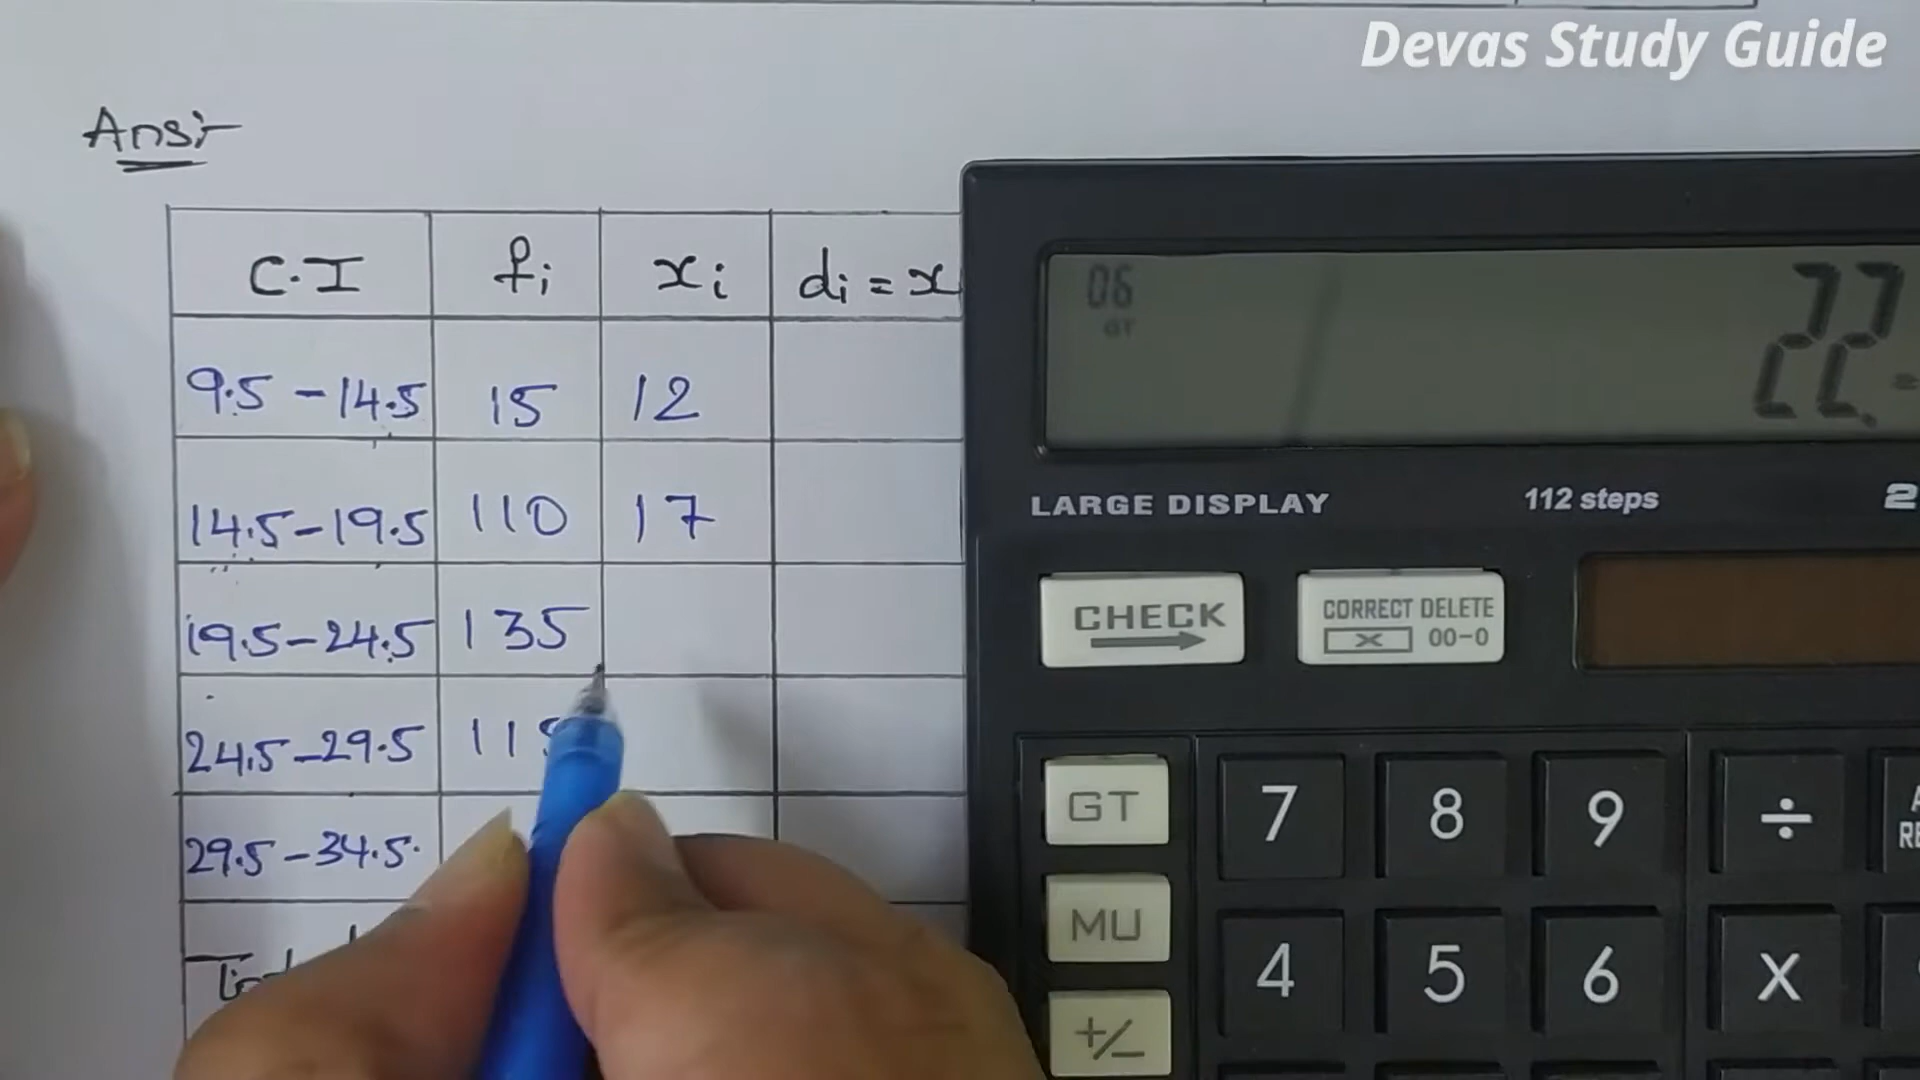 Devas Study Guide
Ans:-
C.I fi xi di = x
9.5 - 14.5 15 12
14.5 - 19.5 110 17
19.5 - 24.5 135
24.5 - 29.5
29.5 - 34.5
06
GT
22.
LARGE DISPLAY 112 steps 2
CHECK CORRECT DELETE
X 00-0
GT 7 8 9 ÷
MU 4 5 6 X
+/−